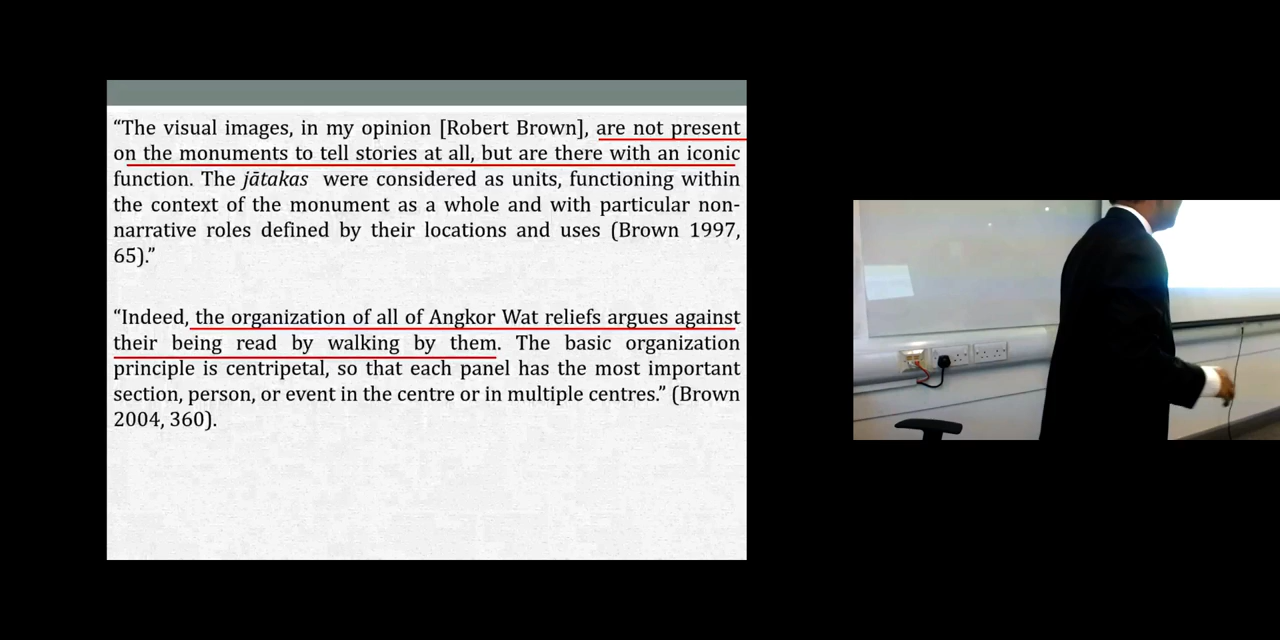 “The visual images, in my opinion [Robert Brown], are not present
on the monuments to tell stories at all, but are there with an iconic
function. The jātakas were considered as units, functioning within
the context of the monument as a whole and with particular non-
narrative roles defined by their locations and uses (Brown 1997,
65).”
“Indeed, the organization of all of Angkor Wat reliefs argues against
their being read by walking by them. The basic organization
principle is centripetal, so that each panel has the most important
section, person, or event in the centre or in multiple centres.” (Brown
2004, 360).